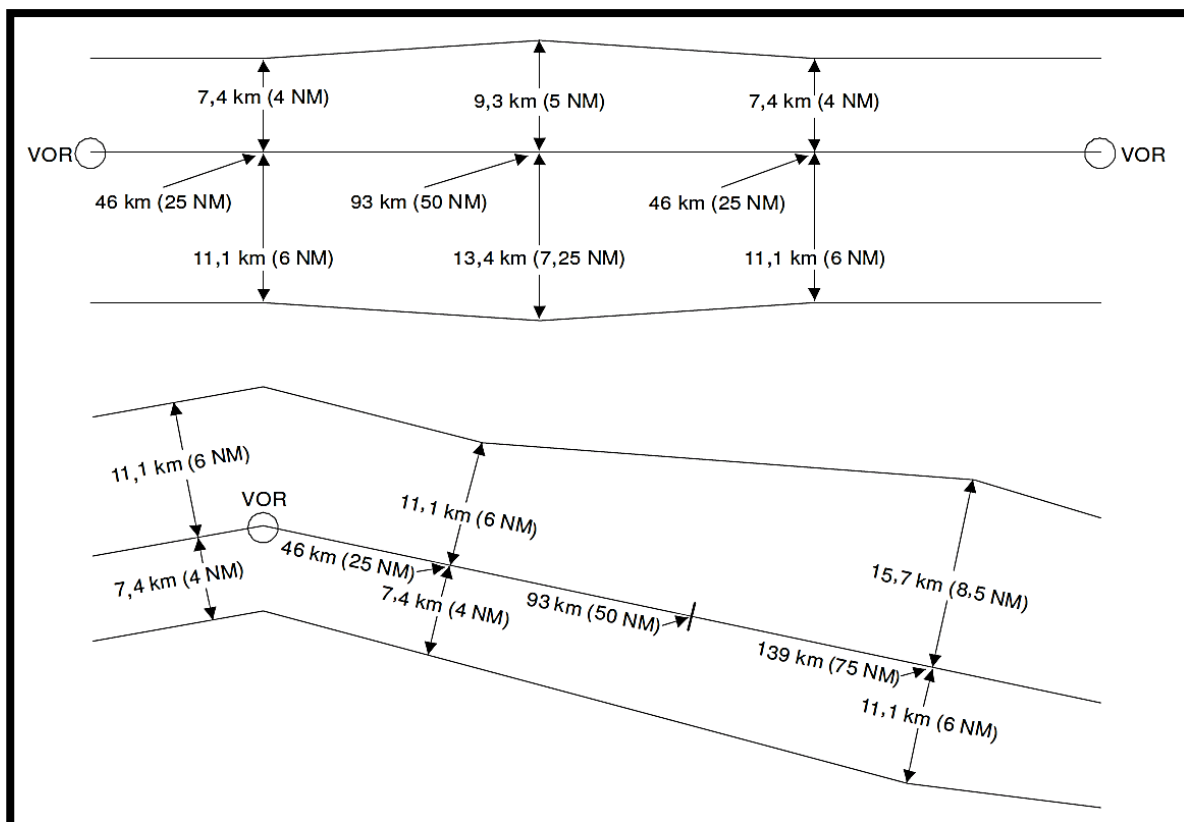 7,4 km (4 NM)
9,3 km (5 NM)
7,4 km (4 NM)
VOR
VOR
46 km (25 NM)
93 km (50 NM)
46 km (25 NM)
11,1 km (6 NM)
13,4 km (7,25 NM)
11,1 km (6 NM)
11,1 km (6 NM)
VOR
11,1 km (6 NM)
7,4 km (4 NM)
46 km (25 NM)
7,4 km (4 NM)
93 km (50 NM)
15,7 km (8,5 NM)
139 km (75 NM)
11,1 km (6 NM)